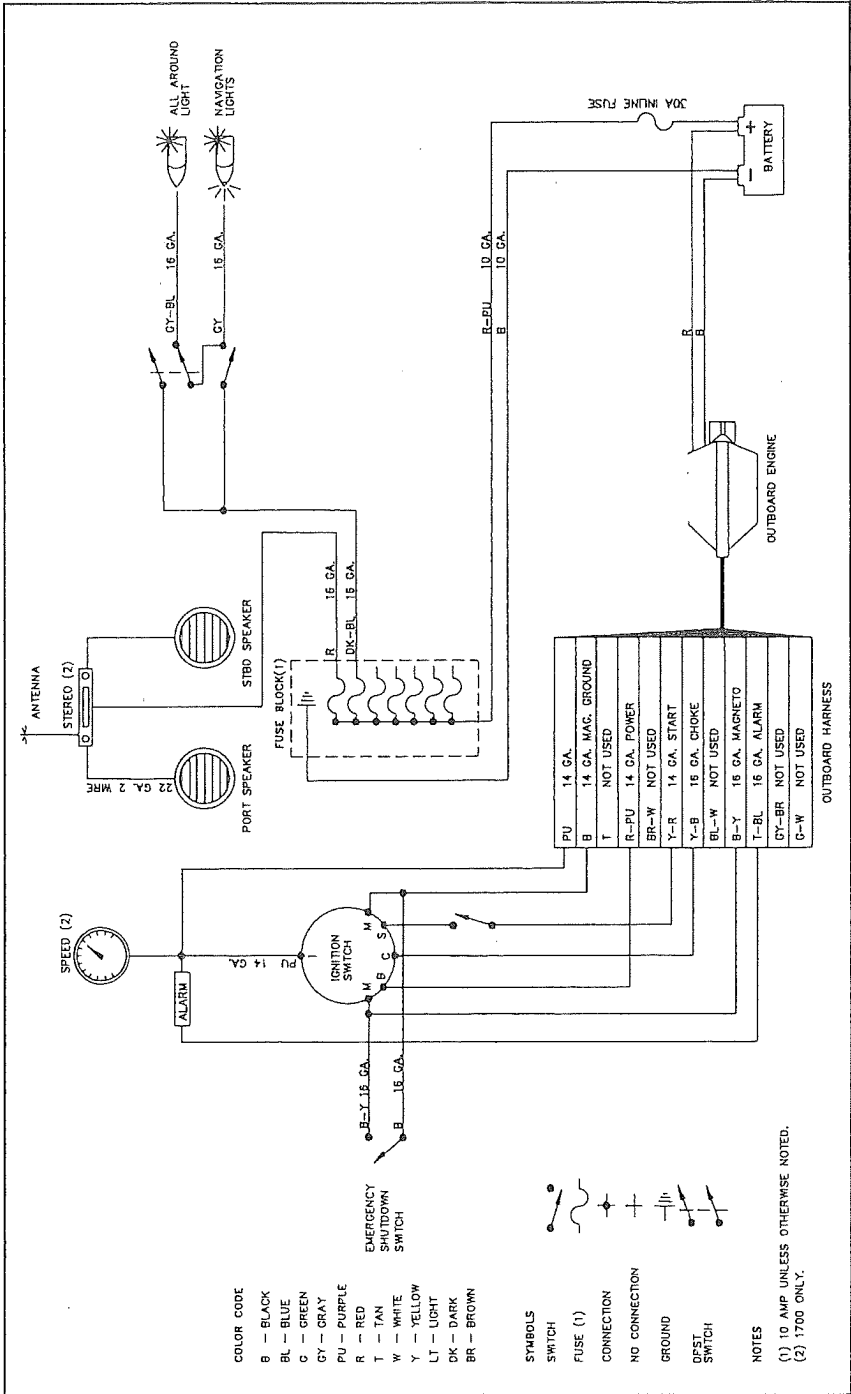 ANTENNA
STEREO (2)
STBD SPEAKER
PORT SPEAKER
22 GA. 2 WIRE
ALL AROUND
LIGHT
NAVIGATION
LIGHTS
GY-BL 16 GA.
GY 16 GA.
SPEED (2)
ALARM
PU 14 GA.
IGNITION
SWITCH
M
B
C
S
M
B-Y 16 GA.
B 16 GA.
EMERGENCY
SHUTDOWN
SWITCH
FUSE BLOCK(1)
R 16 GA.
DK-BL 16 GA.
R-PU 10 GA.
B 10 GA.
30A INLINE FUSE
+
−
BATTERY
R
B
OUTBOARD ENGINE
PU 14 GA.
B 14 GA. MAG. GROUND
T NOT USED
R-PU 14 GA. POWER
BR-W NOT USED
Y-R 14 GA. START
Y-B 16 GA. CHOKE
BL-W NOT USED
B-Y 16 GA. MAGNETO
T-BL 16 GA. ALARM
GY-BR NOT USED
G-W NOT USED
OUTBOARD HARNESS
COLOR CODE
B — BLACK
BL — BLUE
G — GREEN
GY — GRAY
PU — PURPLE
R — RED
T — TAN
W — WHITE
Y — YELLOW
LT — LIGHT
DK — DARK
BR — BROWN
SYMBOLS
SWITCH
FUSE (1)
CONNECTION
NO CONNECTION
GROUND
DPST
SWITCH
NOTES
(1) 10 AMP UNLESS OTHERWISE NOTED.
(2) 1700 ONLY.